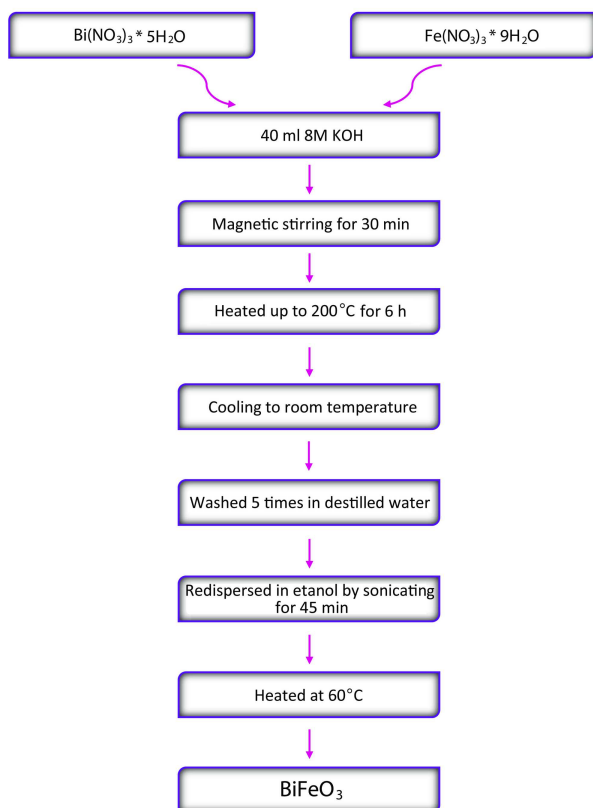 Bi(NO₃)₃ * 5H₂O
Fe(NO₃)₃ * 9H₂O
40 ml 8M KOH
Magnetic stirring for 30 min
Heated up to 200°C for 6 h
Cooling to room temperature
Washed 5 times in destilled water
Redispersed in etanol by sonicating
for 45 min
Heated at 60°C
BiFeO₃